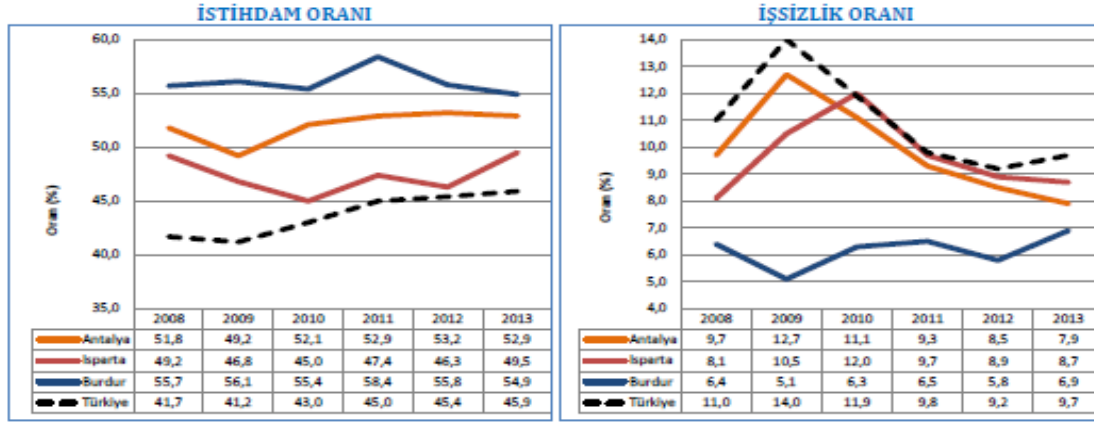 İSTİHDAM ORANI
60,0
55,0
50,0
45,0
40,0
35,0
Oran (%)
2008 2009 2010 2011 2012 2013
Antalya 51,8 49,2 52,1 52,9 53,2 52,9
Isparta 49,2 46,8 45,0 47,4 46,3 49,5
Burdur 55,7 56,1 55,4 58,4 55,8 54,9
Türkiye 41,7 41,2 43,0 45,0 45,4 45,9
İŞSİZLİK ORANI
14,0
13,0
12,0
11,0
10,0
9,0
8,0
7,0
6,0
5,0
4,0
Oran (%)
2008 2009 2010 2011 2012 2013
Antalya 9,7 12,7 11,1 9,3 8,5 7,9
Isparta 8,1 10,5 12,0 9,7 8,9 8,7
Burdur 6,4 5,1 6,3 6,5 5,8 6,9
Türkiye 11,0 14,0 11,9 9,8 9,2 9,7